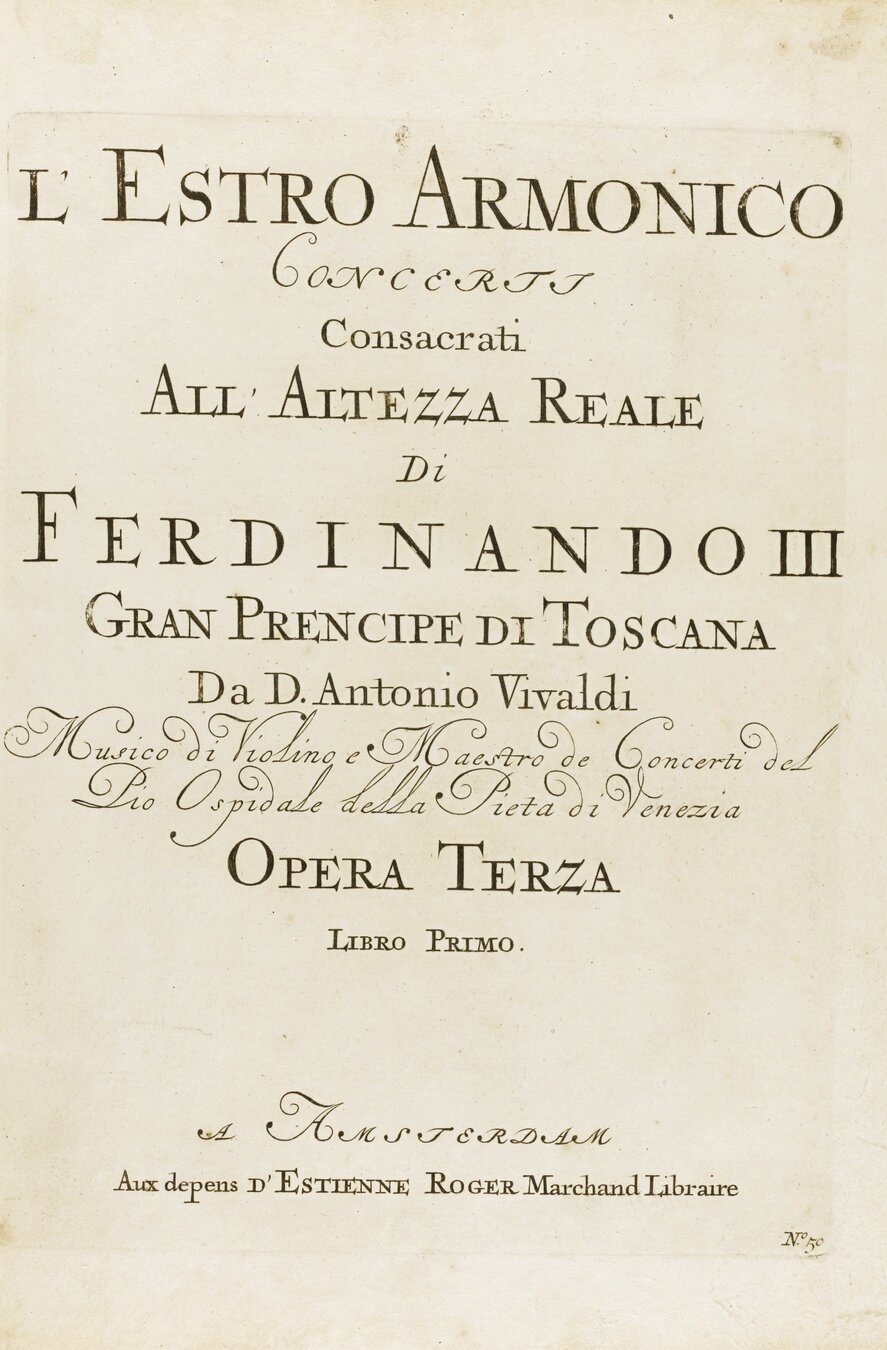 L' ESTRO ARMONICO
CONCERTI
Consacrati
ALL' ALTEZZA REALE
Di
FERDINANDO III
GRAN PRENCIPE DI TOSCANA
Da D. Antonio Vivaldi
Musico di Violino e Maestro de Concerti del
Pio Ospidale della Pieta di Venezia
OPERA TERZA
LIBRO PRIMO.
A AMSTERDAM
Aux depens D'ESTIENNE ROGER Marchand Libraire
N.º 50